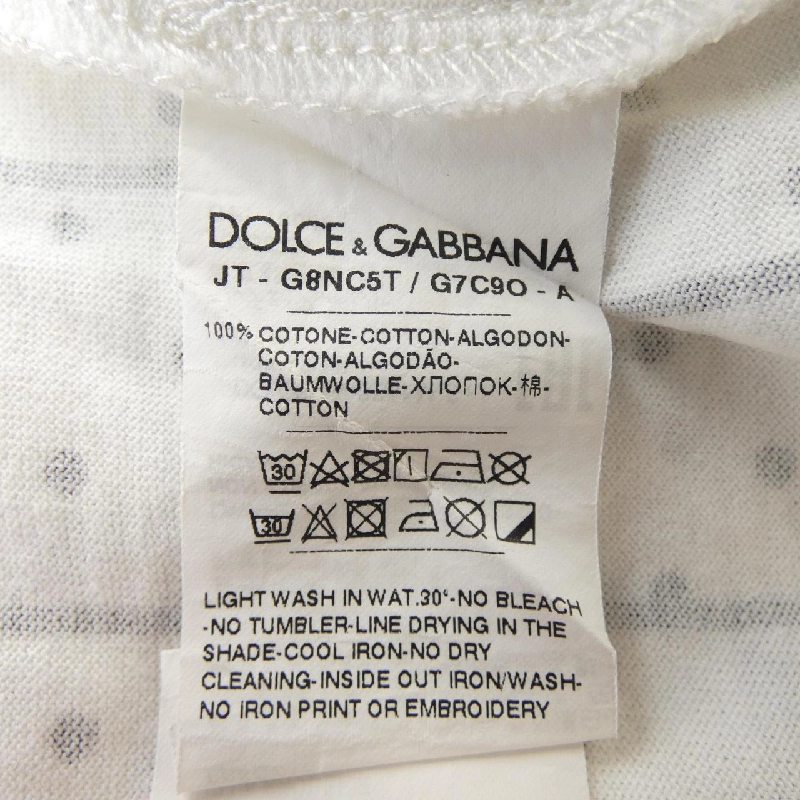 DOLCE & GABBANA
JT - G8NC5T / G7C9O - A
100% COTONE-COTTON-ALGODON-
COTON-ALGODÃO-
BAUMWOLLE-ХЛОПОК-棉-
COTTON
30
30
LIGHT WASH IN WAT.30°-NO BLEACH
-NO TUMBLER-LINE DRYING IN THE
SHADE-COOL IRON-NO DRY
CLEANING-INSIDE OUT IRON/WASH-
NO IRON PRINT OR EMBROIDERY